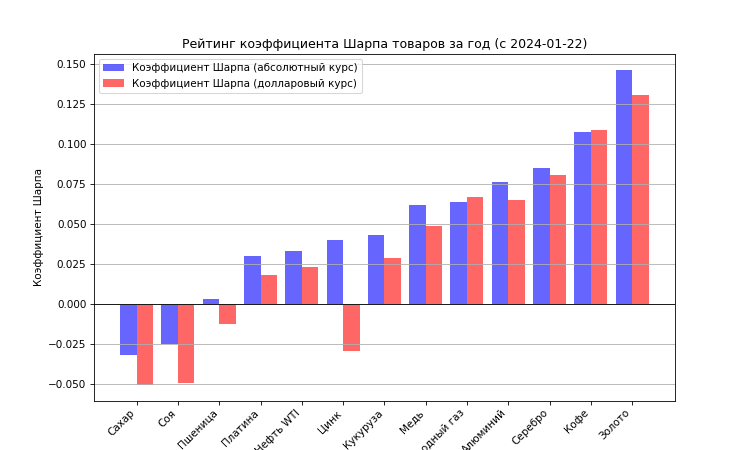 Рейтинг коэффициента Шарпа товаров за год (с 2024-01-22)
Коэффициент Шарпа (абсолютный курс)
Коэффициент Шарпа (долларовый курс)
Коэффициент Шарпа
0.150
0.125
0.100
0.075
0.050
0.025
0.000
−0.025
−0.050
Сахар
Соя
Пшеница
Платина
Нефть WTI
Цинк
Кукуруза
Медь
газ
Алюминий
Серебро
Кофе
Золото